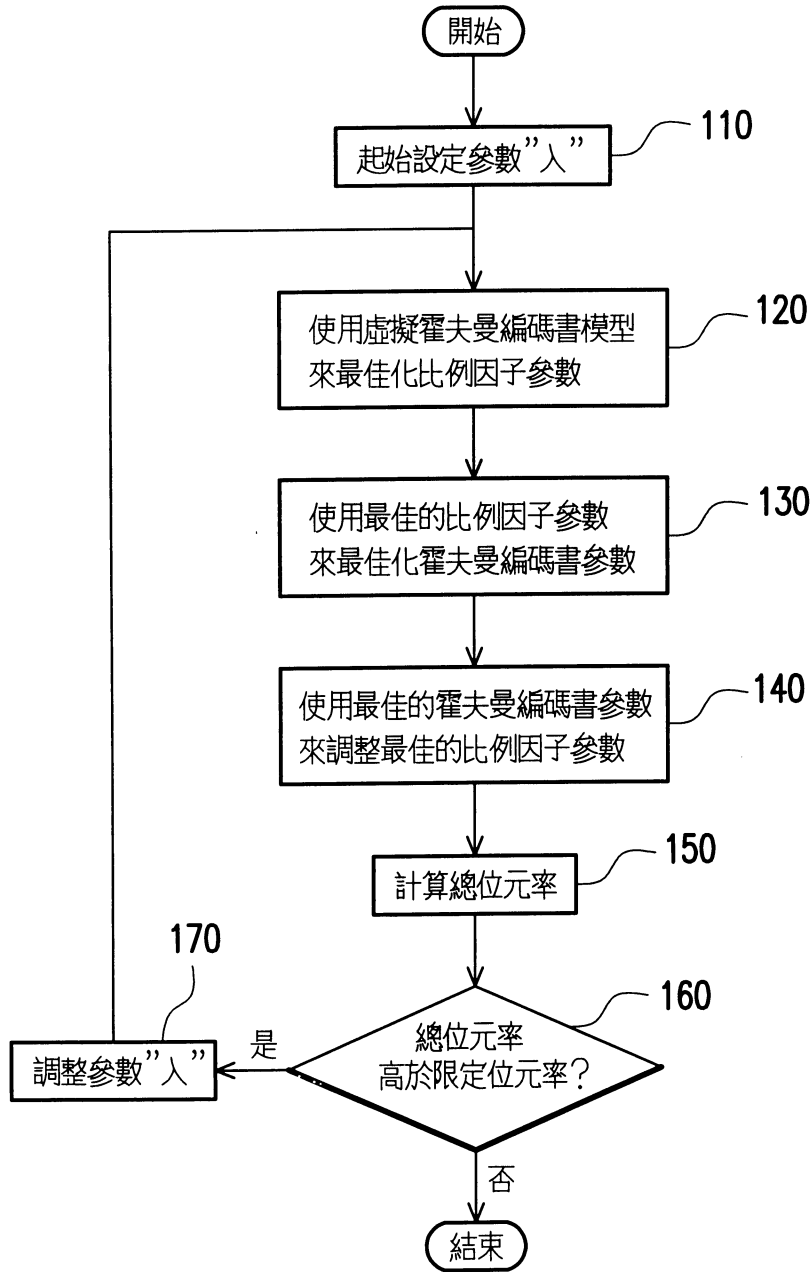 開始
起始設定參數”入”
110
使用虛擬霍夫曼編碼書模型
來最佳化比例因子參數
120
使用最佳的比例因子參數
來最佳化霍夫曼編碼書參數
130
使用最佳的霍夫曼編碼書參數
來調整最佳的比例因子參數
140
計算總位元率
150
總位元率
高於限定位元率？
160
是
170
調整參數”入”
否
結束